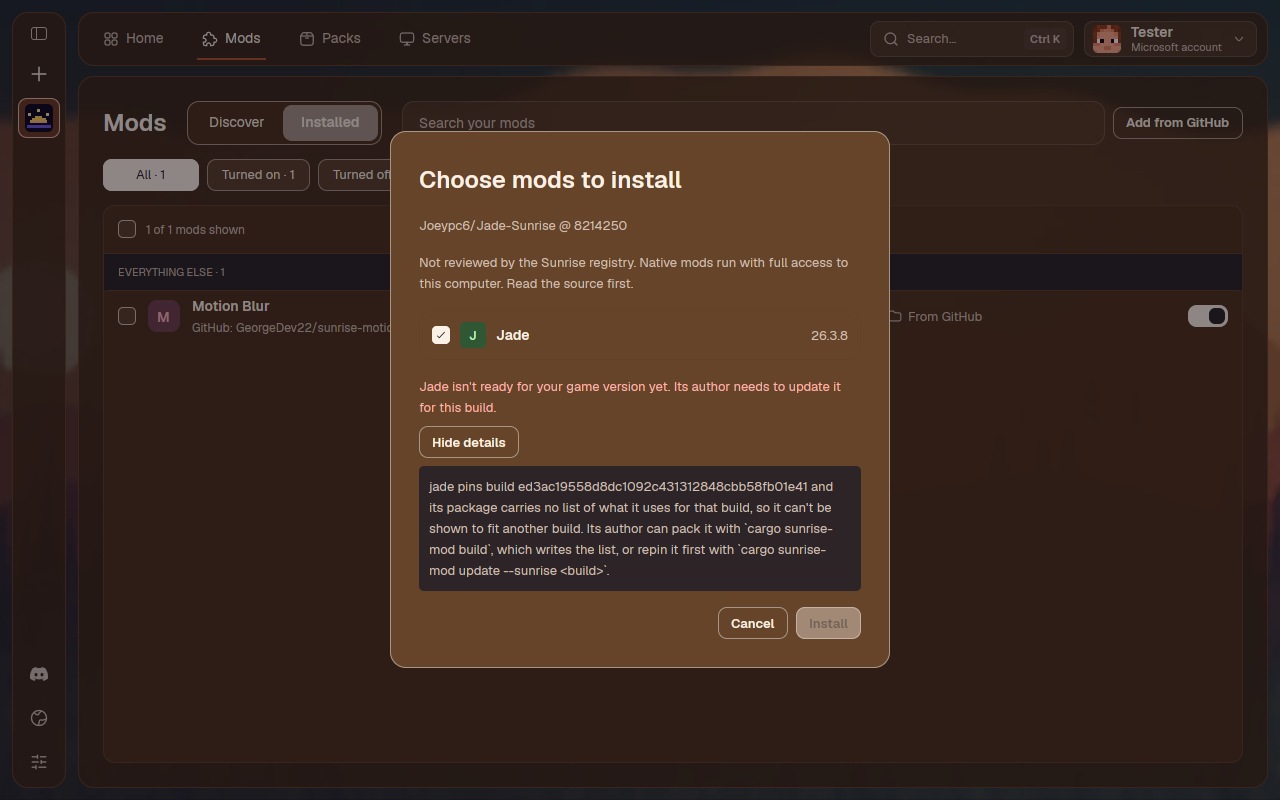 Home
Mods
Packs
Servers
Search...
Ctrl K
Tester
Microsoft account
Mods
Discover
Installed
Search your mods
Add from GitHub
All · 1
Turned on · 1
Turned off
1 of 1 mods shown
EVERYTHING ELSE · 1
M
Motion Blur
GitHub: GeorgeDev22/sunrise-motio
From GitHub
Choose mods to install
Joeypc6/Jade-Sunrise @ 8214250
Not reviewed by the Sunrise registry. Native mods run with full access to
this computer. Read the source first.
J
Jade
26.3.8
Jade isn't ready for your game version yet. Its author needs to update it
for this build.
Hide details
jade pins build ed3ac19558d8dc1092c431312848cbb58fb01e41 and
its package carries no list of what it uses for that build, so it can't be
shown to fit another build. Its author can pack it with `cargo sunrise-
mod build`, which writes the list, or repin it first with `cargo sunrise-
mod update --sunrise <build>`.
Cancel
Install